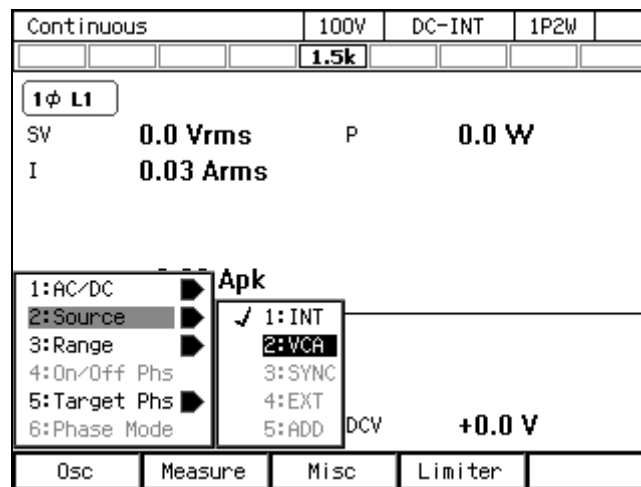 Continuous 100V DC-INT 1P2W
1.5k
1φ L1
SV 0.0 Vrms P 0.0 W
I 0.03 Arms
Apk
1:AC/DC
2:Source
3:Range
4:On/Off Phs
5:Target Phs
6:Phase Mode
✓ 1:INT
2:VCA
3:SYNC
4:EXT
5:ADD
DCV +0.0 V
Osc Measure Misc Limiter